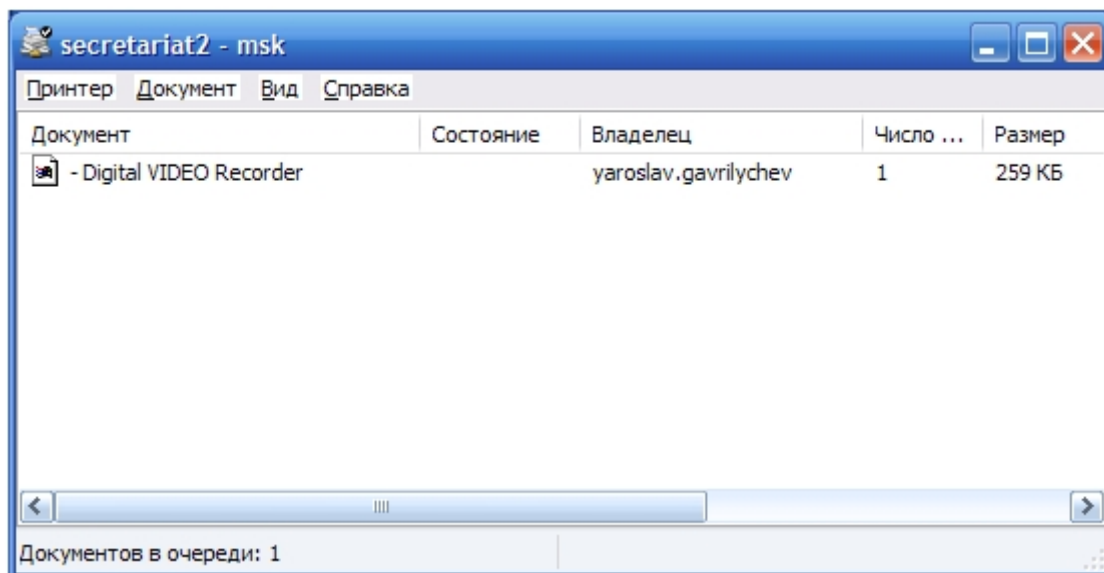 secretariat2 - msk
Принтер Документ Вид Справка
Документ Состояние Владелец Число ... Размер
- Digital VIDEO Recorder yaroslav.gavrilychev 1 259 КБ
Документов в очереди: 1